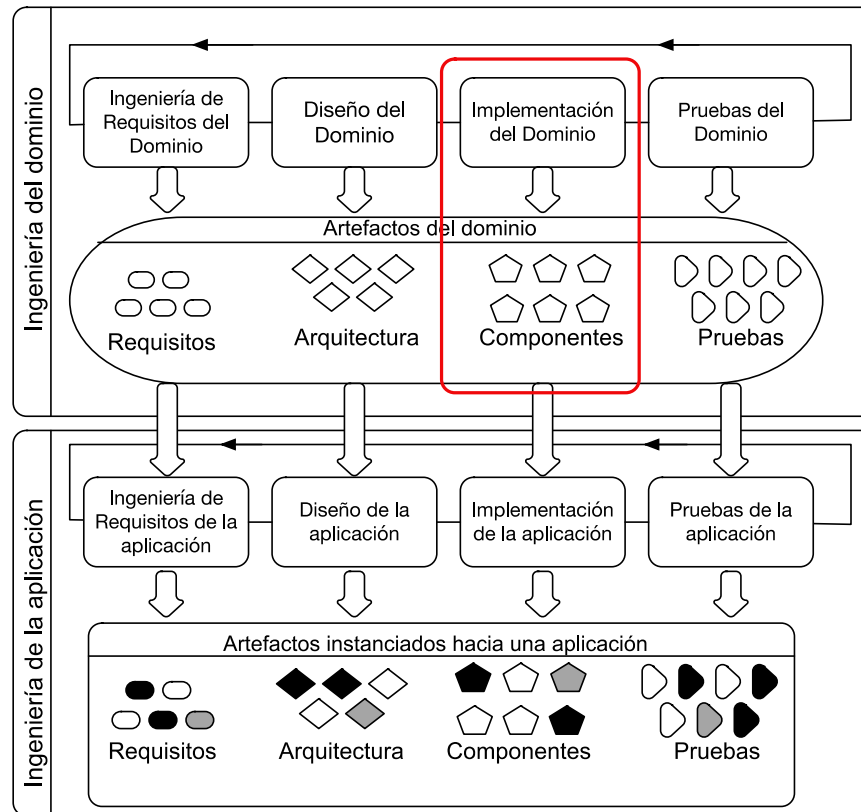 Ingeniería del dominio
Ingeniería de
Requisitos del
Dominio
Diseño del
Dominio
Implementación
del Dominio
Pruebas del
Dominio
Artefactos del dominio
Requisitos
Arquitectura
Componentes
Pruebas
Ingeniería de la aplicación
Ingeniería de
Requisitos de la
aplicación
Diseño de la
aplicación
Implementación
de la aplicación
Pruebas de la
aplicación
Artefactos instanciados hacia una aplicación
Requisitos
Arquitectura
Componentes
Pruebas